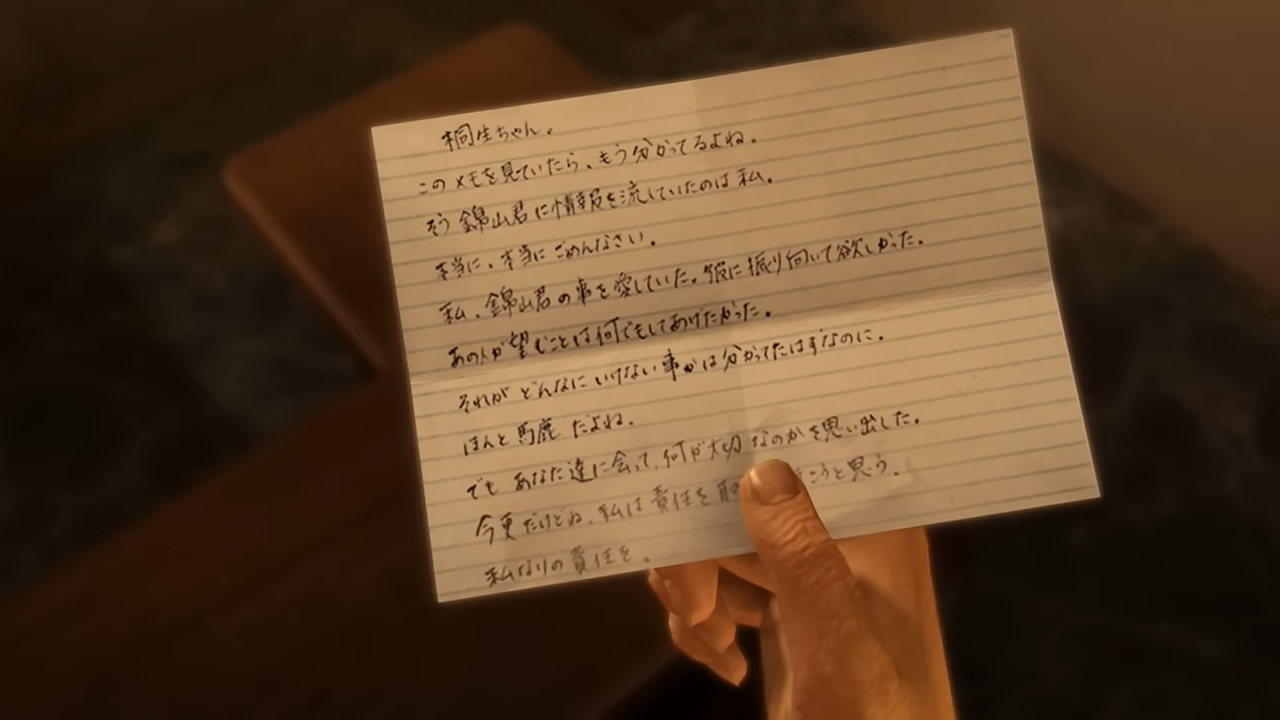 桐生ちゃん。
このメモを見ていたら、もう分かってるよね。
そう 錦山君に情報を流していたのは私。
本当に、本当にごめんなさい。
私、錦山君の事を愛していた。彼に振り向いて欲しかった。
あの人が望むことは何でもしてあげたかった。
それがどんなにいけない事かは分かってたはずなのに。
ほんと馬鹿だよね。
でも あなた達に会って、何が大切なのかを思い出した。
今更だけどね、私は責任を取 こうと思う。
私なりの責任を。